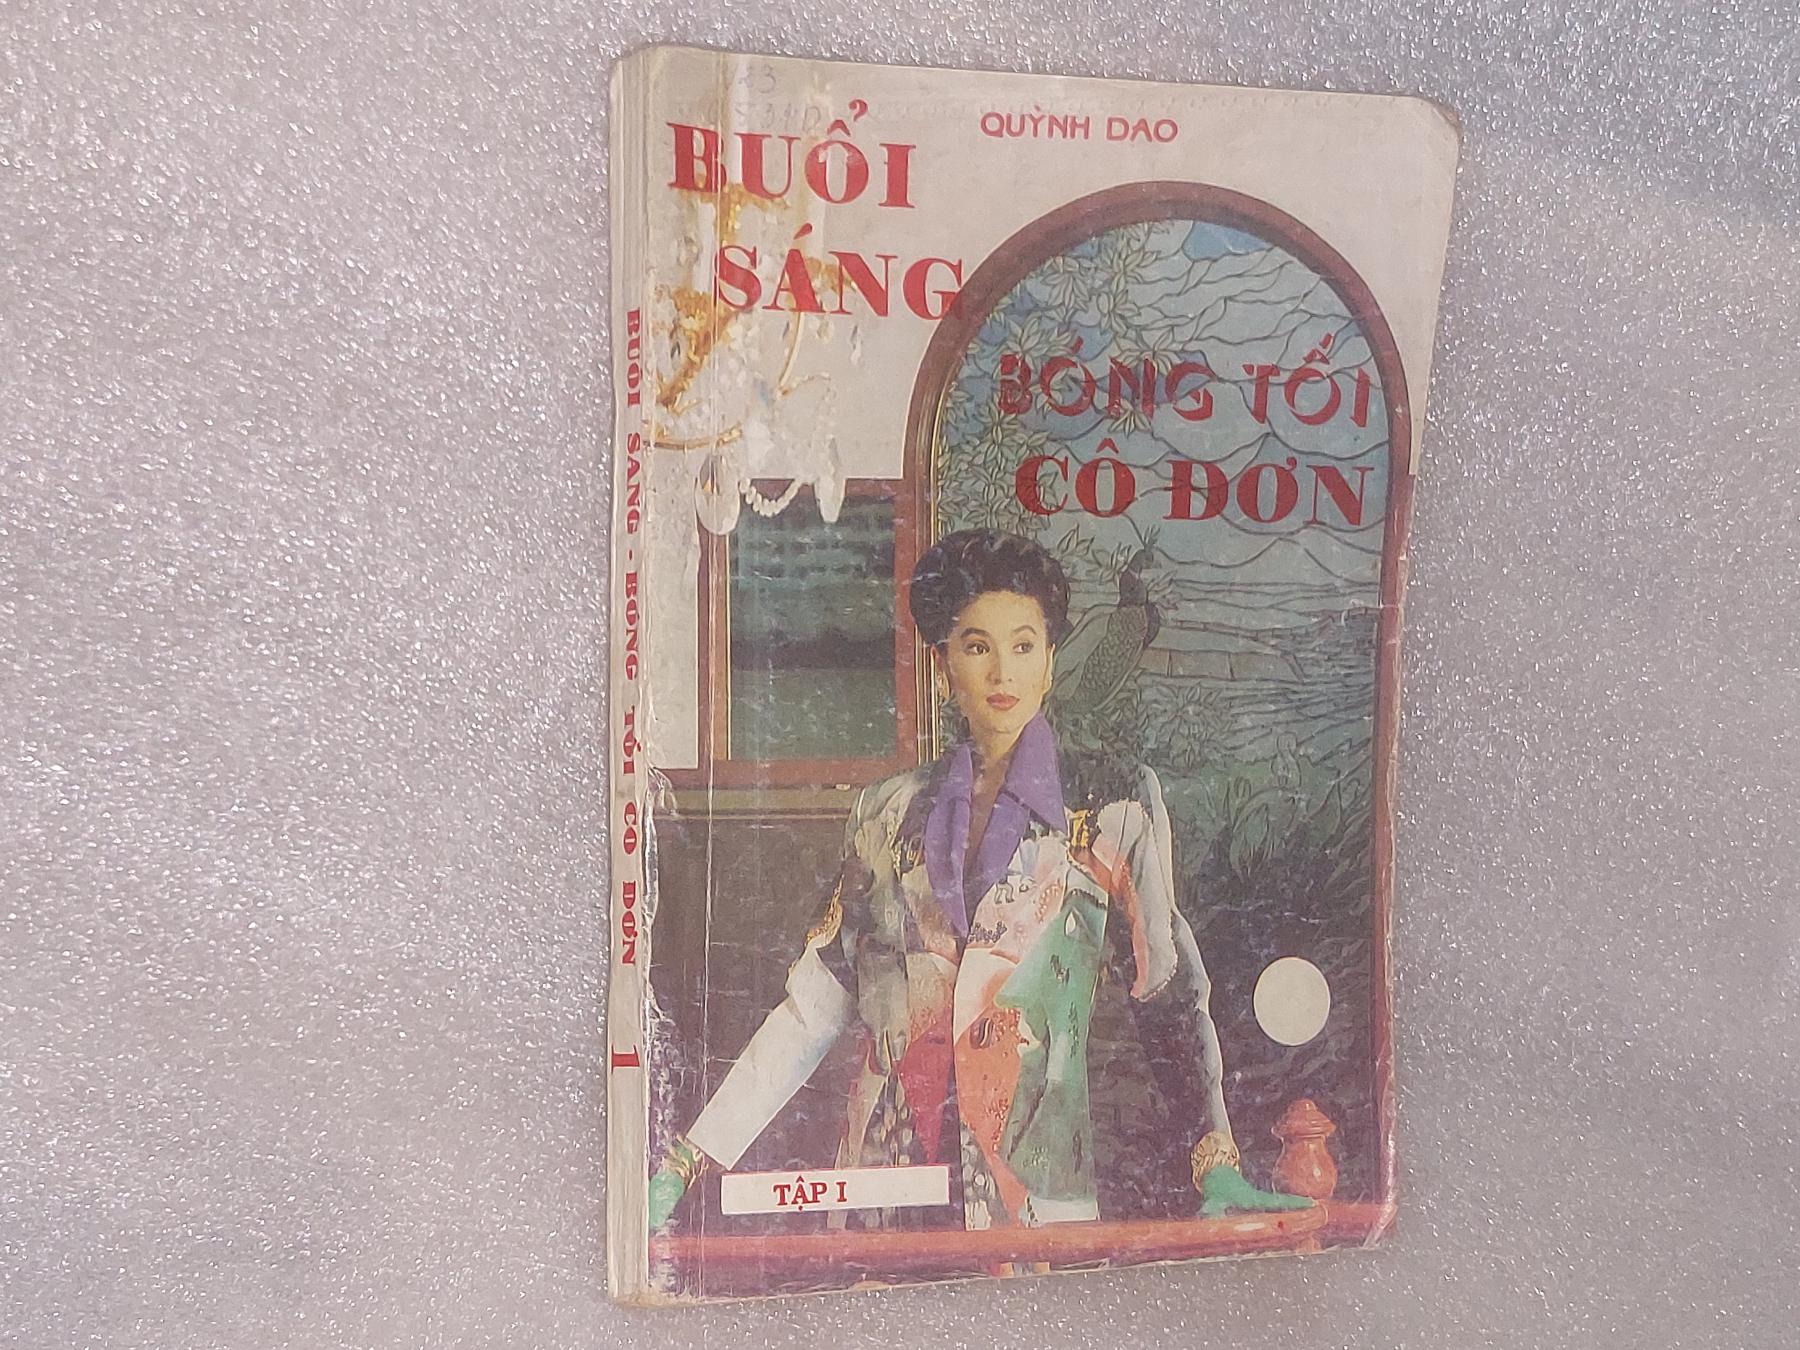 QUỲNH DAO
BUỔI
SÁNG
BÓNG TỐI
CÔ ĐƠN
TẬP I
BUỔI SÁNG · BÓNG TỐI CÔ ĐƠN 1